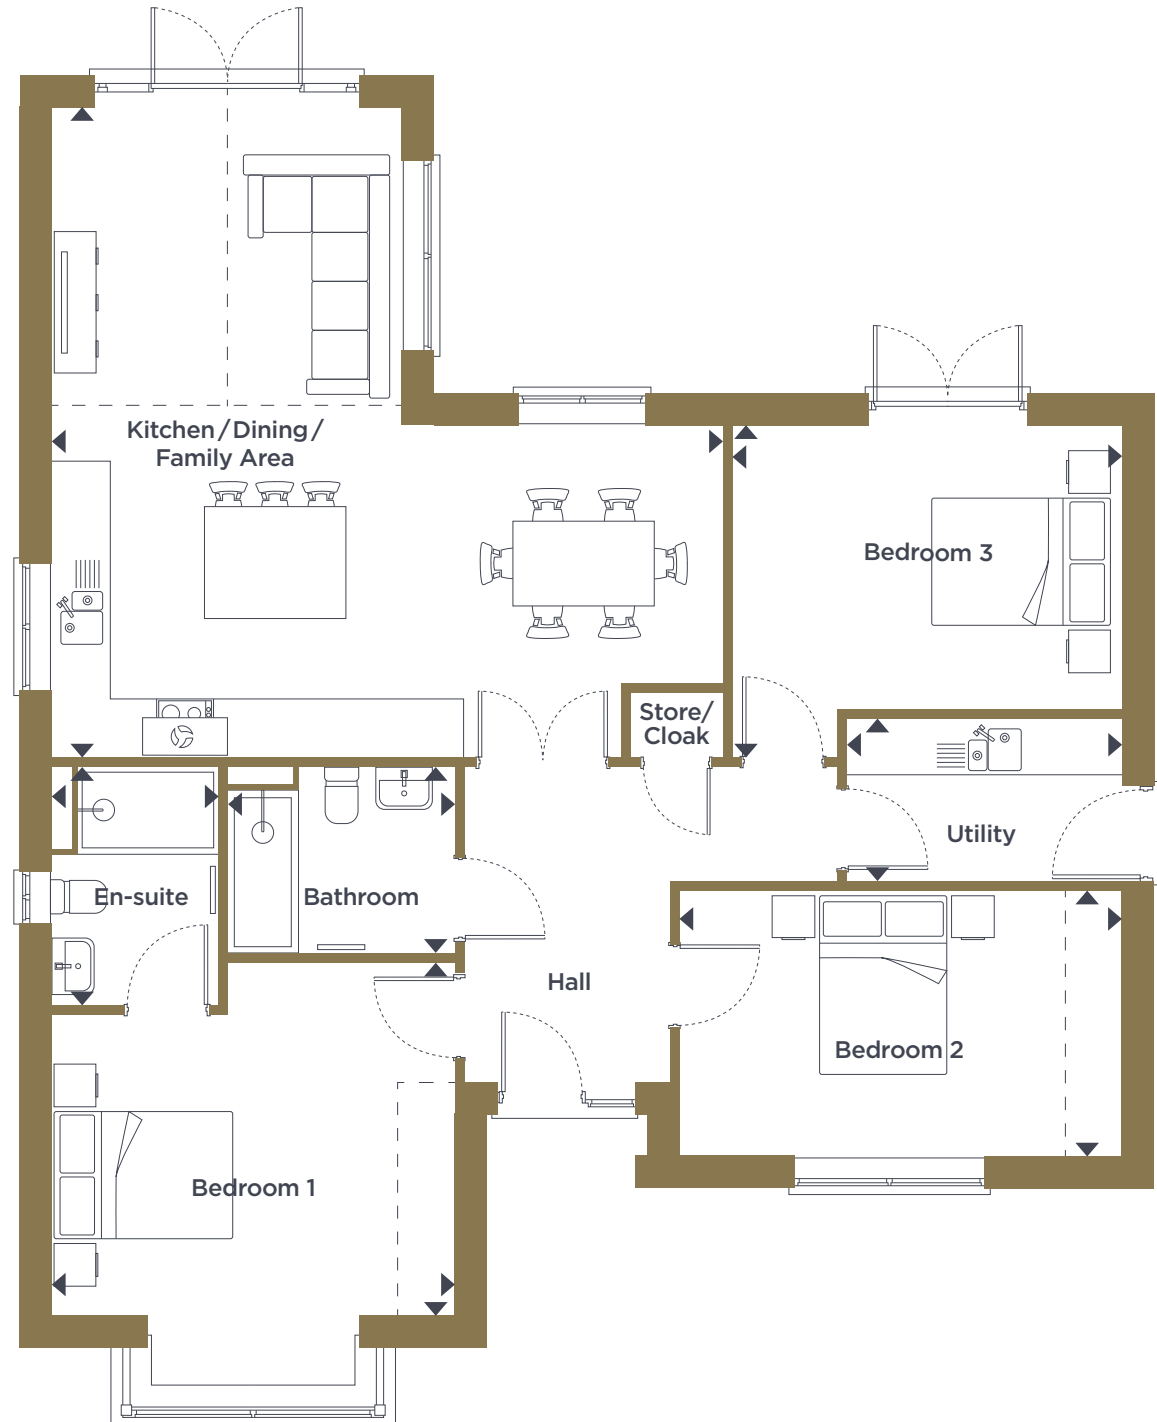 Kitchen/Dining/
Family Area
Bedroom 3
Store/
Cloak
Utility
En-suite
Bathroom
Hall
Bedroom 2
Bedroom 1